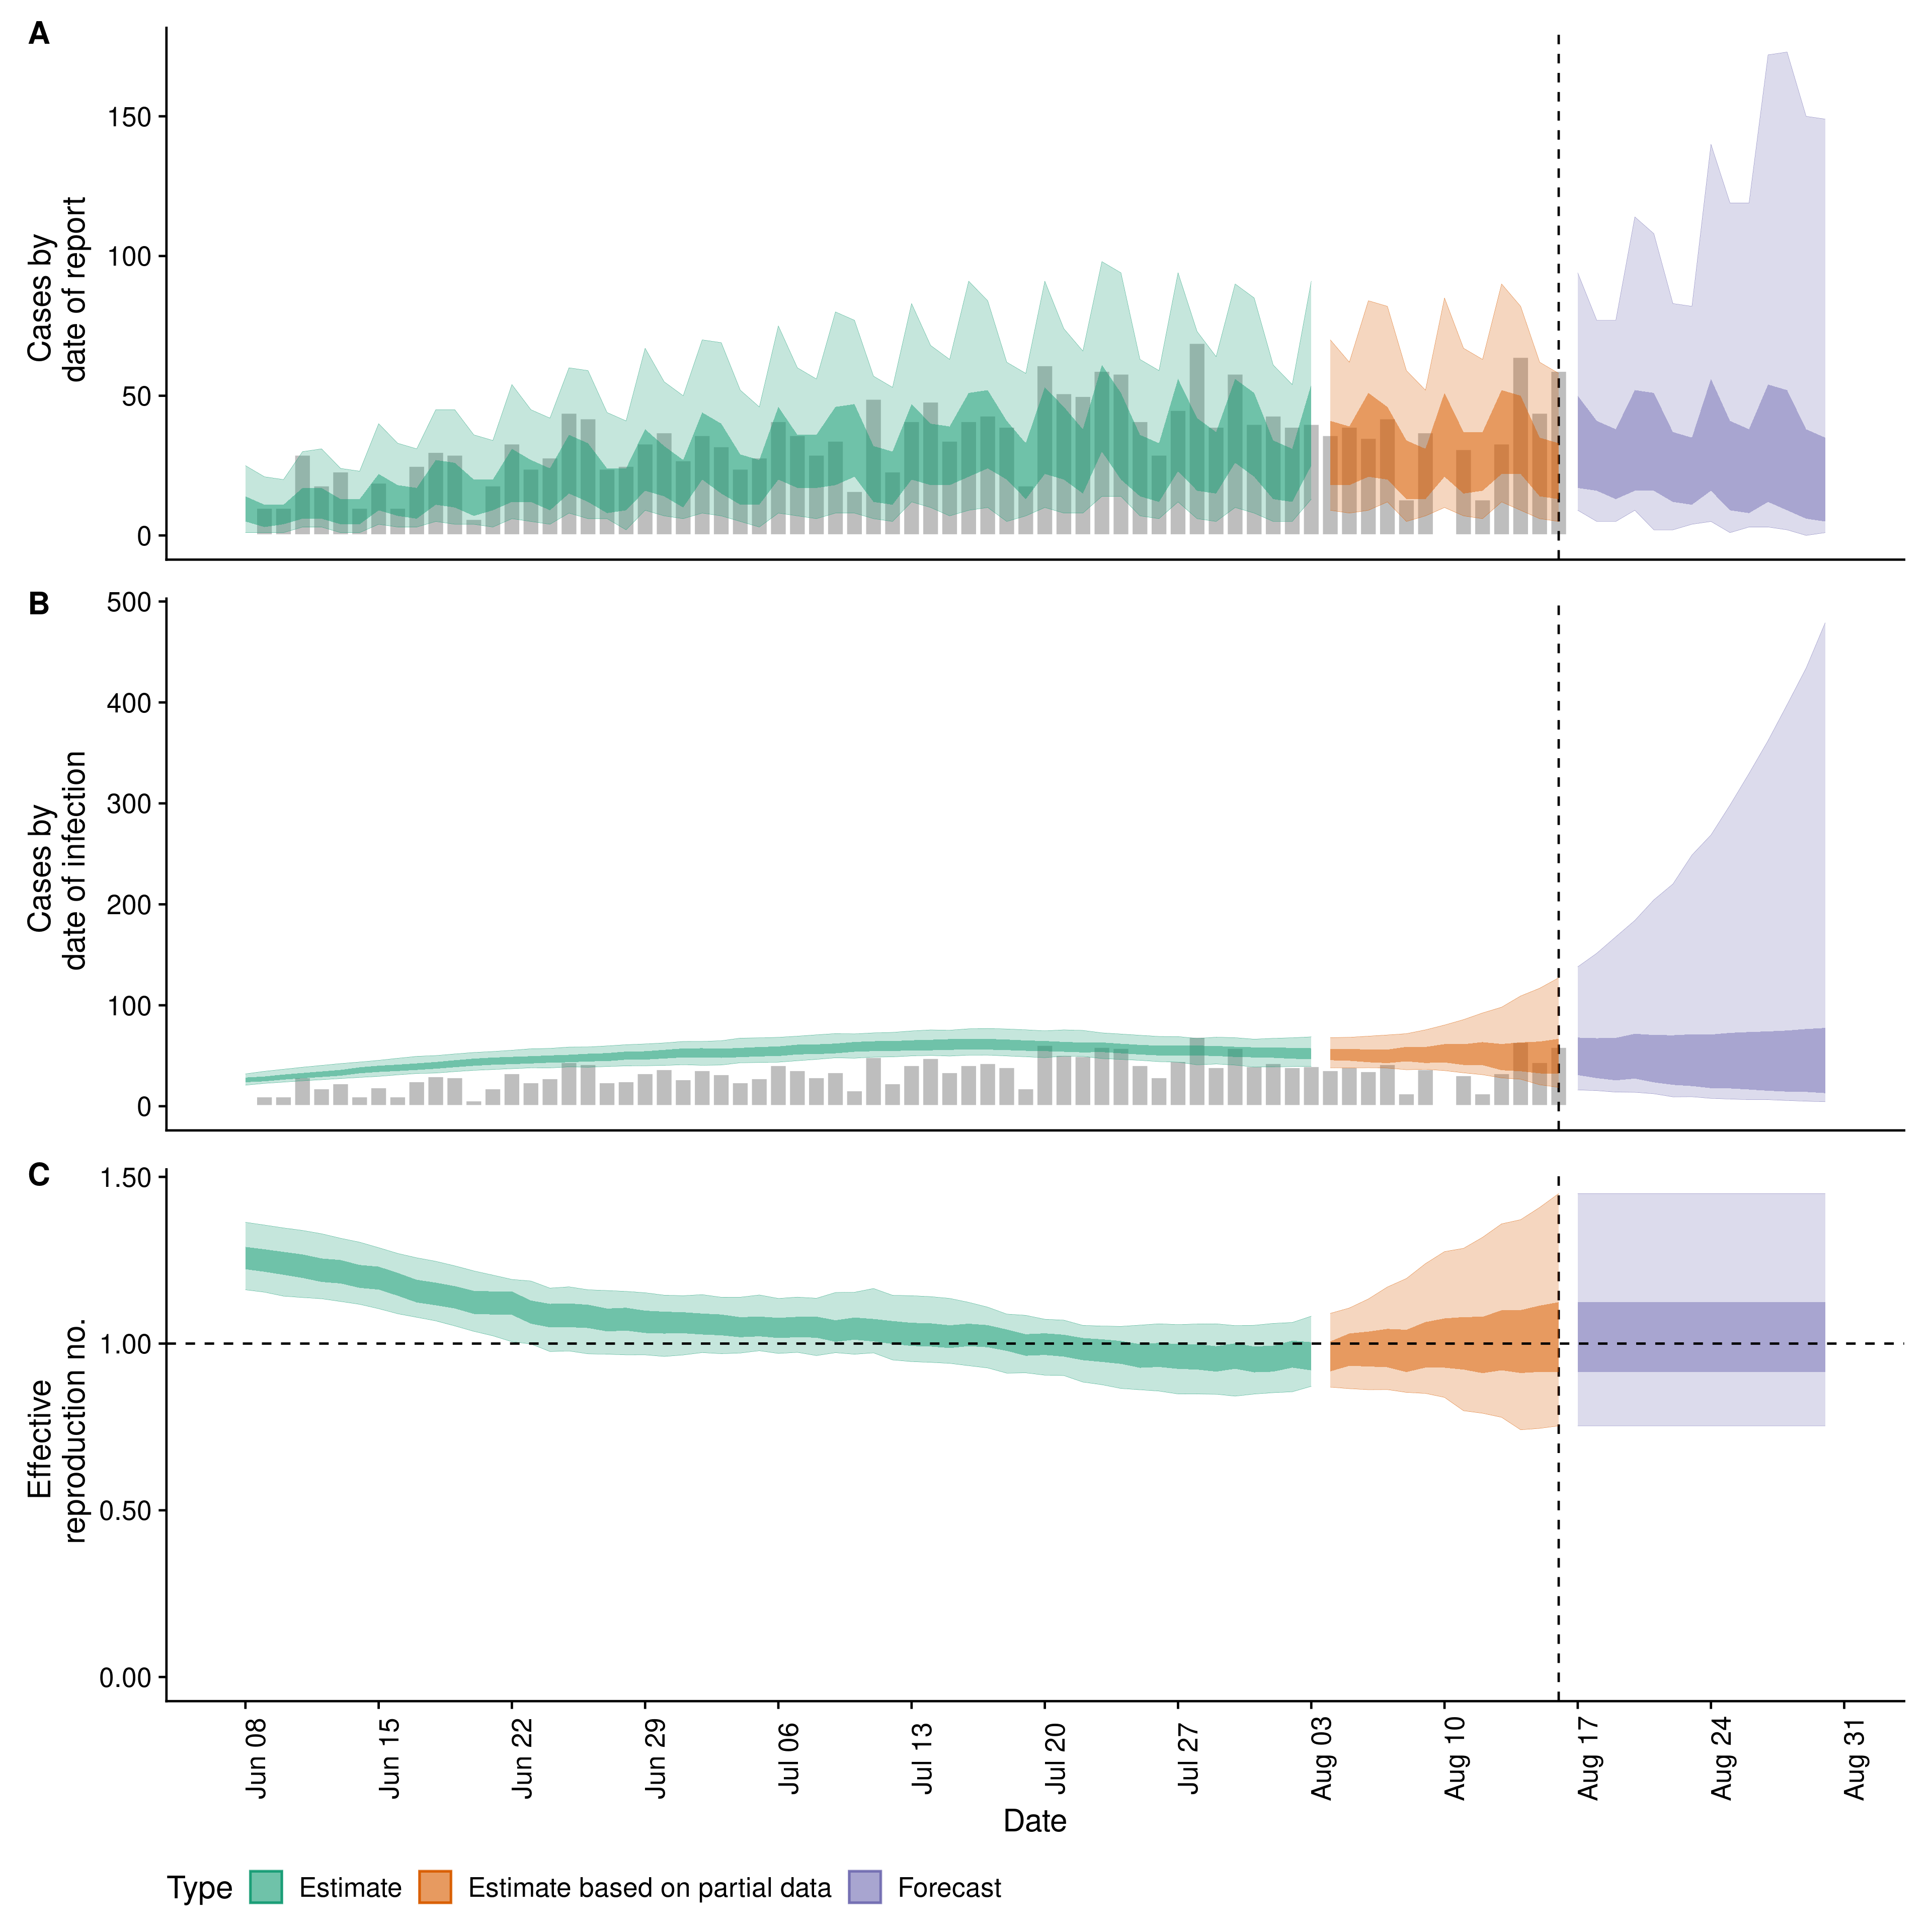 A
150
100
50
0
Cases by
date of report
B
500
400
300
200
100
0
Cases by
date of infection
C
1.50
1.00
0.50
0.00
Effective
reproduction no.
Jun 08
Jun 15
Jun 22
Jun 29
Jul 06
Jul 13
Jul 20
Jul 27
Aug 03
Aug 10
Aug 17
Aug 24
Aug 31
Date
Type Estimate Estimate based on partial data Forecast